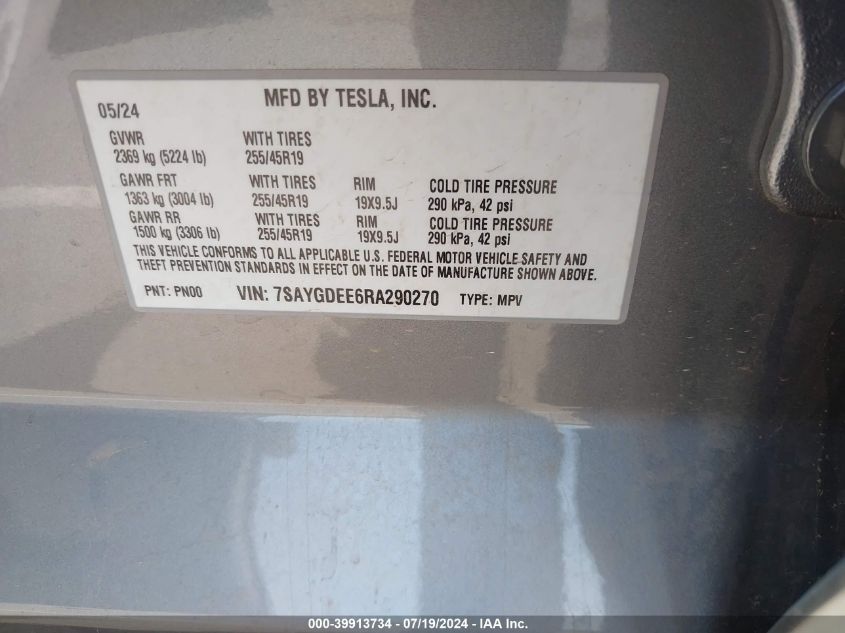 05/24 MFD BY TESLA, INC.
GVWR WITH TIRES
2369 kg (5224 lb) 255/45R19
GAWR FRT WITH TIRES RIM COLD TIRE PRESSURE
1363 kg (3004 lb) 255/45R19 19X9.5J 290 kPa, 42 psi
GAWR RR WITH TIRES RIM COLD TIRE PRESSURE
1500 kg (3306 lb) 255/45R19 19X9.5J 290 kPa, 42 psi
THIS VEHICLE CONFORMS TO ALL APPLICABLE U.S. FEDERAL MOTOR VEHICLE SAFETY AND
THEFT PREVENTION STANDARDS IN EFFECT ON THE DATE OF MANUFACTURE SHOWN ABOVE.
PNT: PN00 VIN: 7SAYGDEE6RA290270 TYPE: MPV
000-39913734 - 07/19/2024 - IAA Inc.